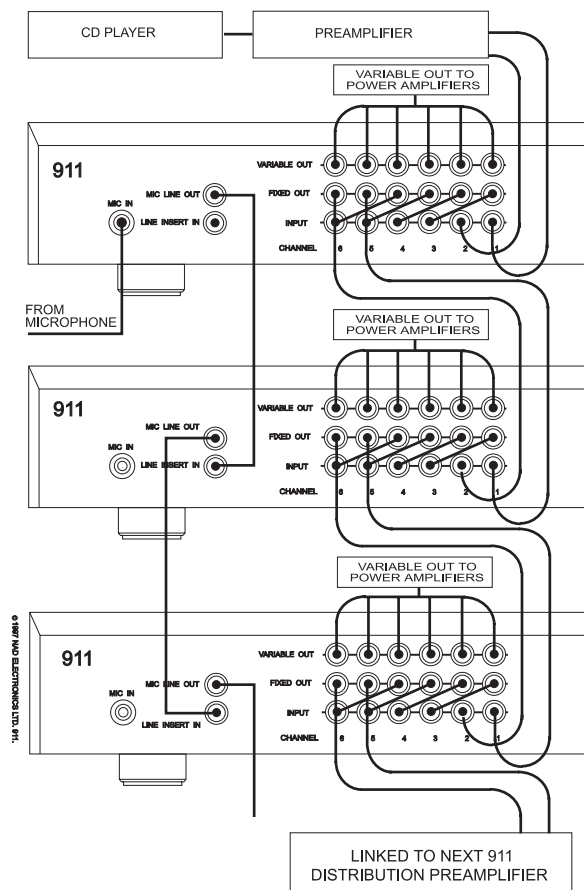 CD PLAYER
PREAMPLIFIER
VARIABLE OUT TO
POWER AMPLIFIERS
911
MIC IN
MIC LINE OUT
LINE INSERT IN
VARIABLE OUT
FIXED OUT
INPUT
CHANNEL 6 5 4 3 2 1
FROM
MICROPHONE
VARIABLE OUT TO
POWER AMPLIFIERS
911
MIC IN
MIC LINE OUT
LINE INSERT IN
VARIABLE OUT
FIXED OUT
INPUT
CHANNEL 6 5 4 3 2 1
VARIABLE OUT TO
POWER AMPLIFIERS
911
MIC IN
MIC LINE OUT
LINE INSERT IN
VARIABLE OUT
FIXED OUT
INPUT
CHANNEL 6 5 4 3 2 1
©1997 NAD ELECTRONICS LTD. 911.
LINKED TO NEXT 911
DISTRIBUTION PREAMPLIFIER